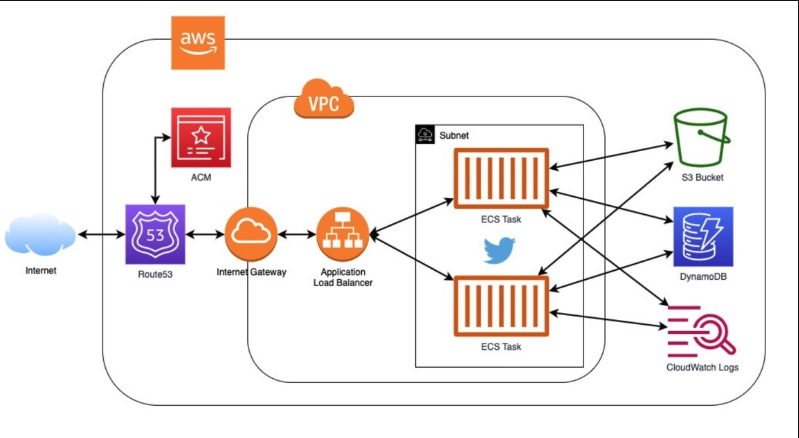 aws
VPC
Subnet
ACM
S3 Bucket
ECS Task
53
Internet
Route53
Internet Gateway
Application
Load Balancer
DynamoDB
ECS Task
CloudWatch Logs